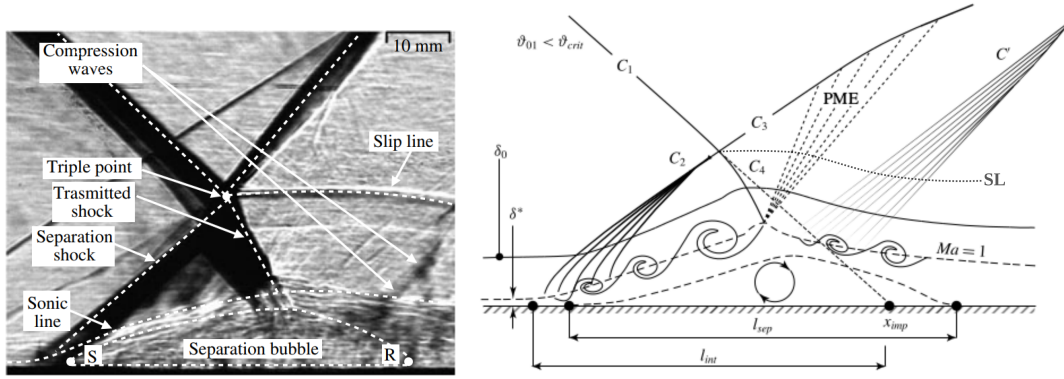 10 mm
Compression
waves
Slip line
Triple point
Trasmitted
shock
Separation
shock
Sonic
line
S
Separation bubble
R
ϑ01 < ϑcrit
C1
C'
PME
C3
δ0
C2
C4
SL
δ*
Ma = 1
lsep
ximp
lint